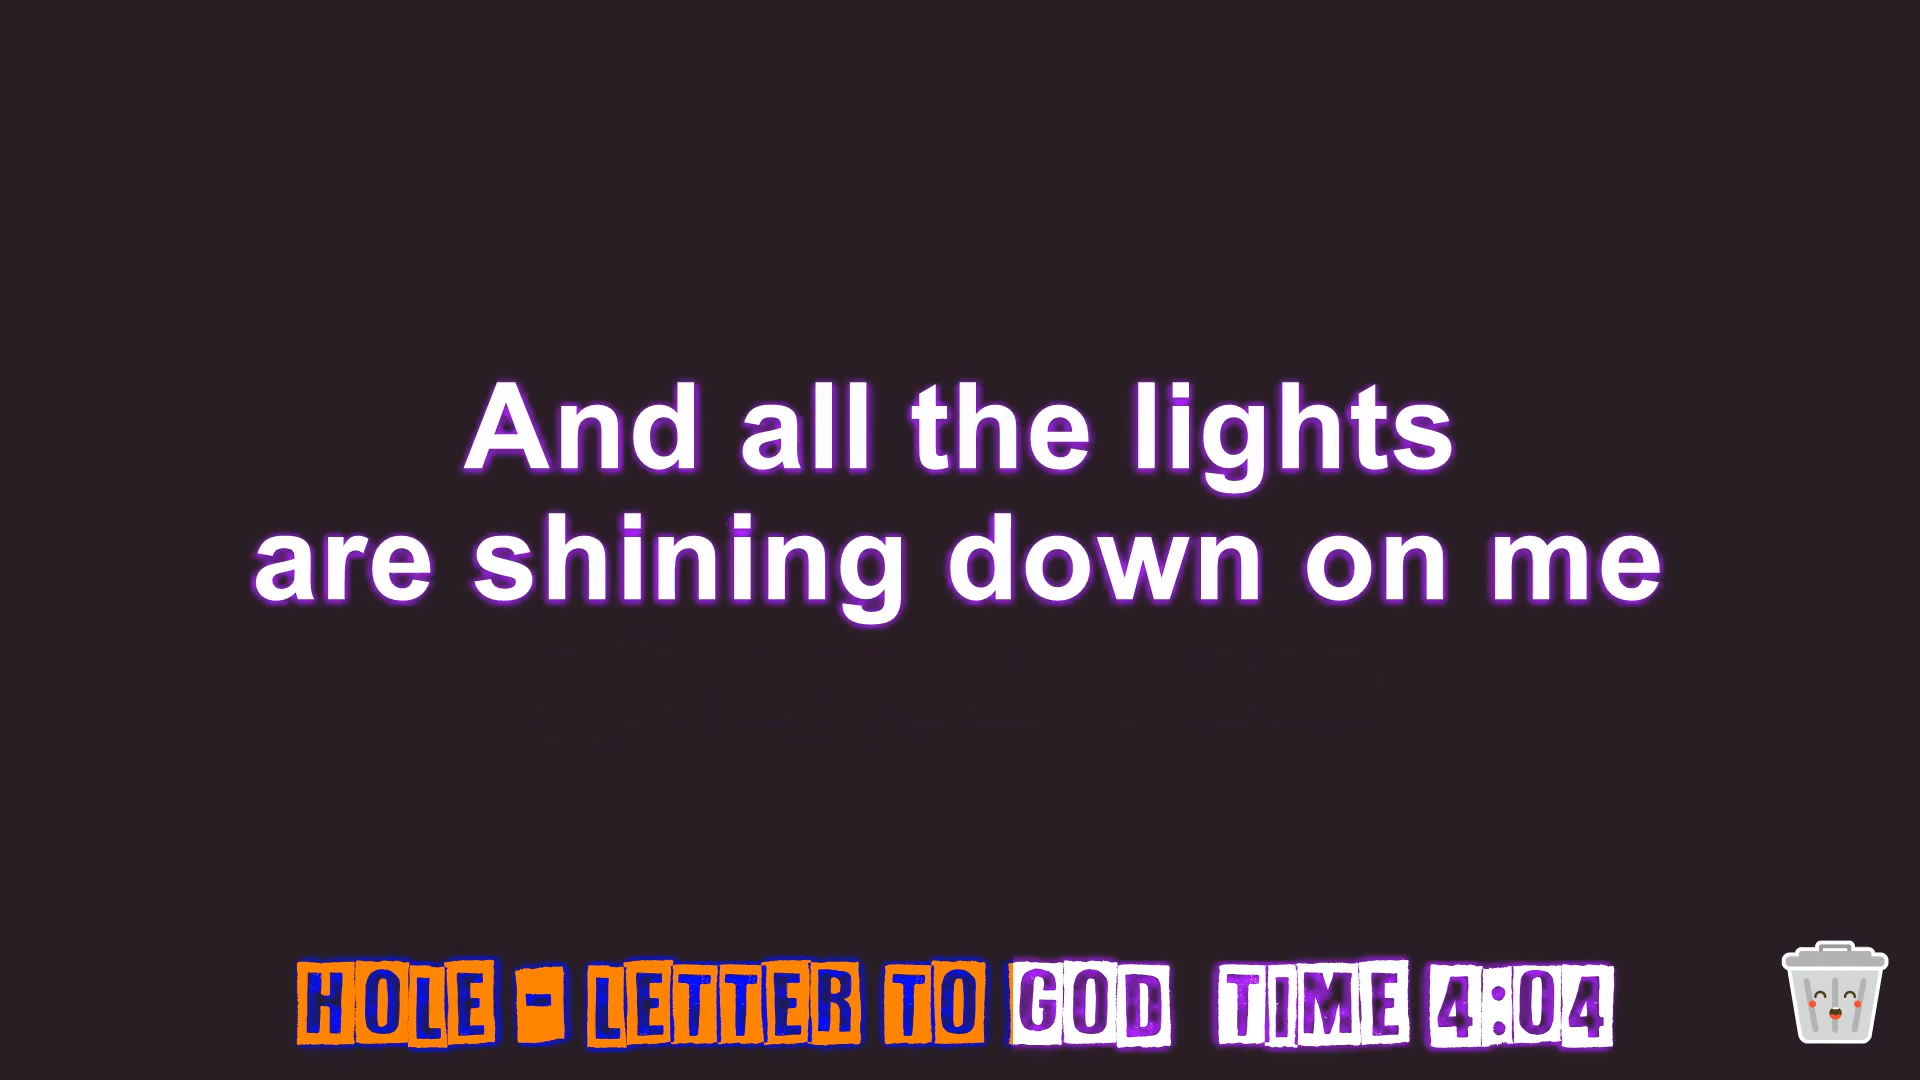 And all the lights
are shining down on me
HOLE - LETTER TO GOD TIME 4:04